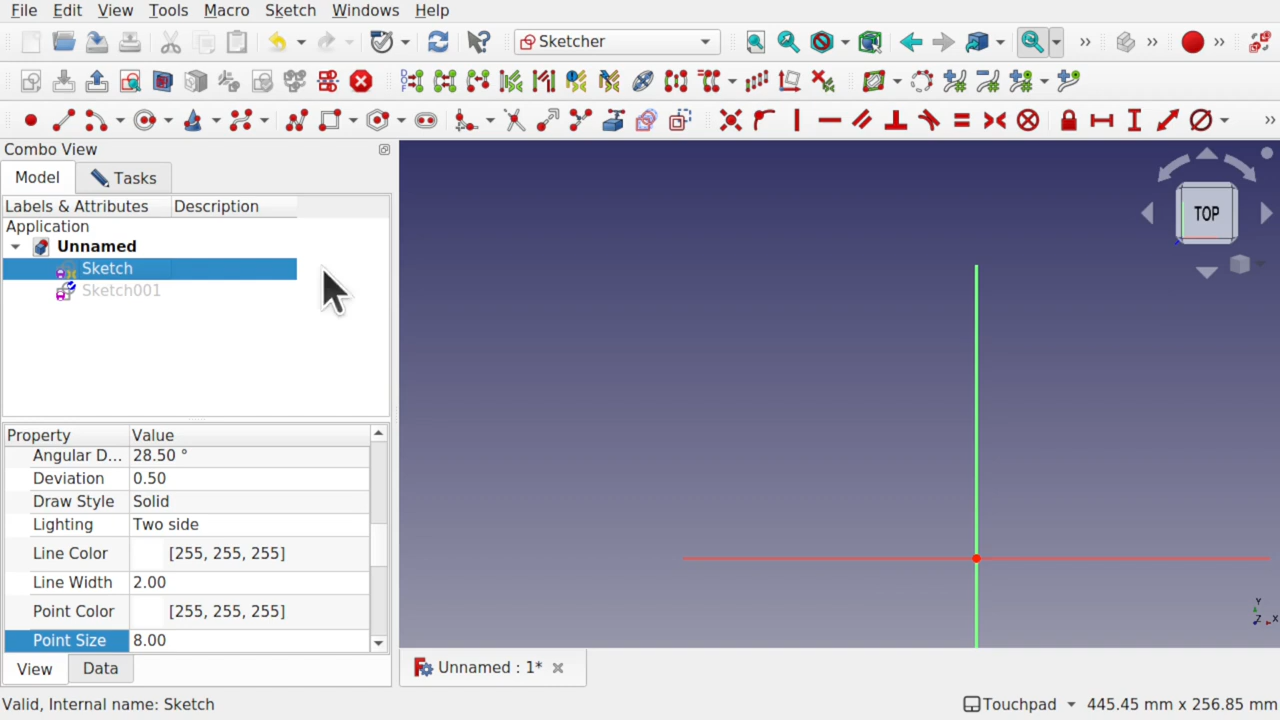 File Edit View Tools Macro Sketch Windows Help
Sketcher
Combo View
Model Tasks
Labels & Attributes Description
Application
Unnamed
Sketch
Sketch001
TOP
Property Value
Angular D... 28.50 °
Deviation 0.50
Draw Style Solid
Lighting Two side
Line Color [255, 255, 255]
Line Width 2.00
Point Color [255, 255, 255]
Point Size 8.00
Y
Z X
View Data
Unnamed : 1*
Valid, Internal name: Sketch
Touchpad 445.45 mm x 256.85 mm